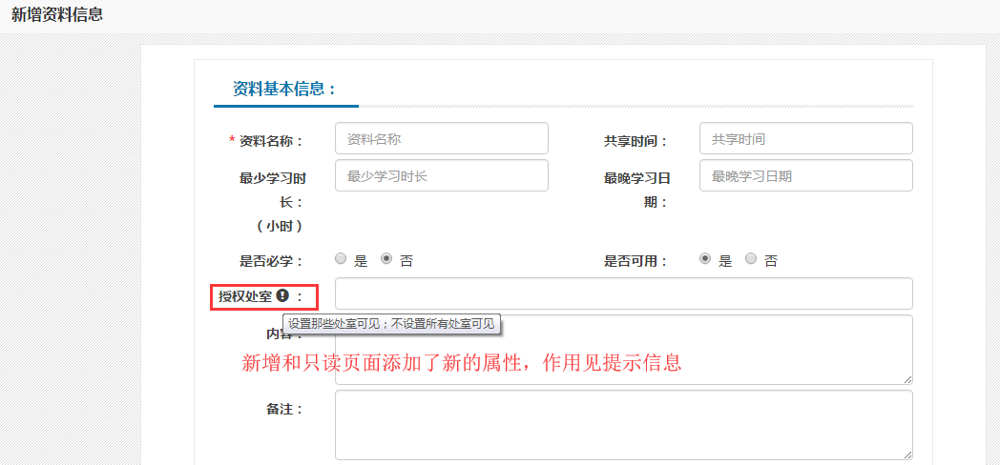 新增资料信息
资料基本信息：
* 资料名称： 资料名称 共享时间： 共享时间
最少学习时长：（小时） 最少学习时长 最晚学习日期： 最晚学习日期
是否必学： 是 否 是否可用： 是 否
授权处室 ：
设置那些处室可见；不设置所有处室可见
内容：
新增和只读页面添加了新的属性，作用见提示信息
备注：